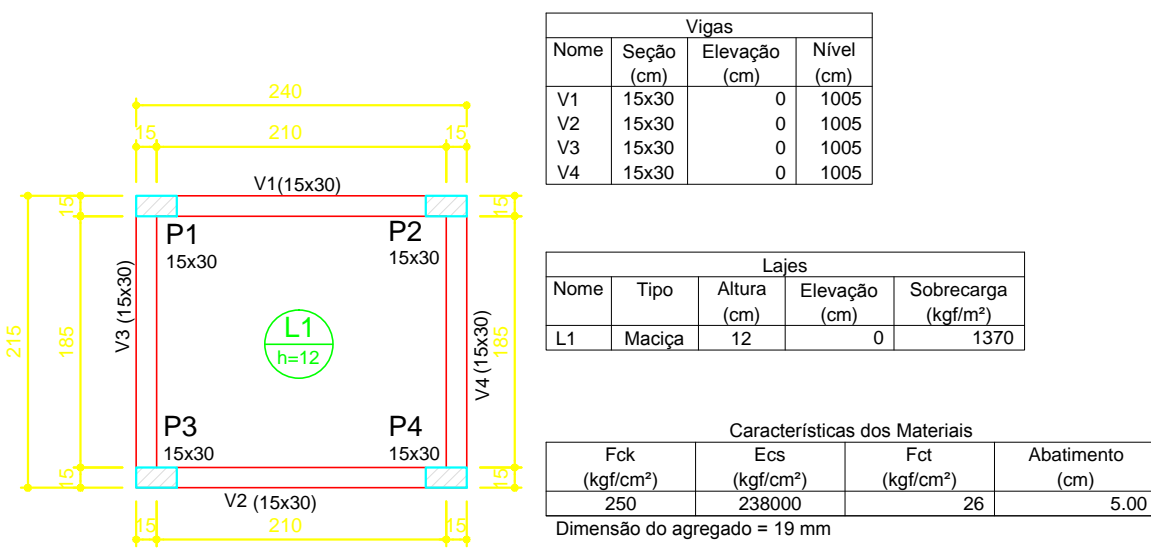 240
15 210 15
V1(15x30)
15 15
P1 P2
15x30 15x30
V3 (15x30)
215 185
L1
h=12
V4 (15x30)
185
P3 P4
15x30 15x30
15 15
V2 (15x30)
15 210 15
Vigas
Nome Seção Elevação Nível
(cm) (cm) (cm)
V1 15x30 0 1005
V2 15x30 0 1005
V3 15x30 0 1005
V4 15x30 0 1005
Lajes
Nome Tipo Altura Elevação Sobrecarga
(cm) (cm) (kgf/m²)
L1 Maciça 12 0 1370
Características dos Materiais
Fck Ecs Fct Abatimento
(kgf/cm²) (kgf/cm²) (kgf/cm²) (cm)
250 238000 26 5.00
Dimensão do agregado = 19 mm